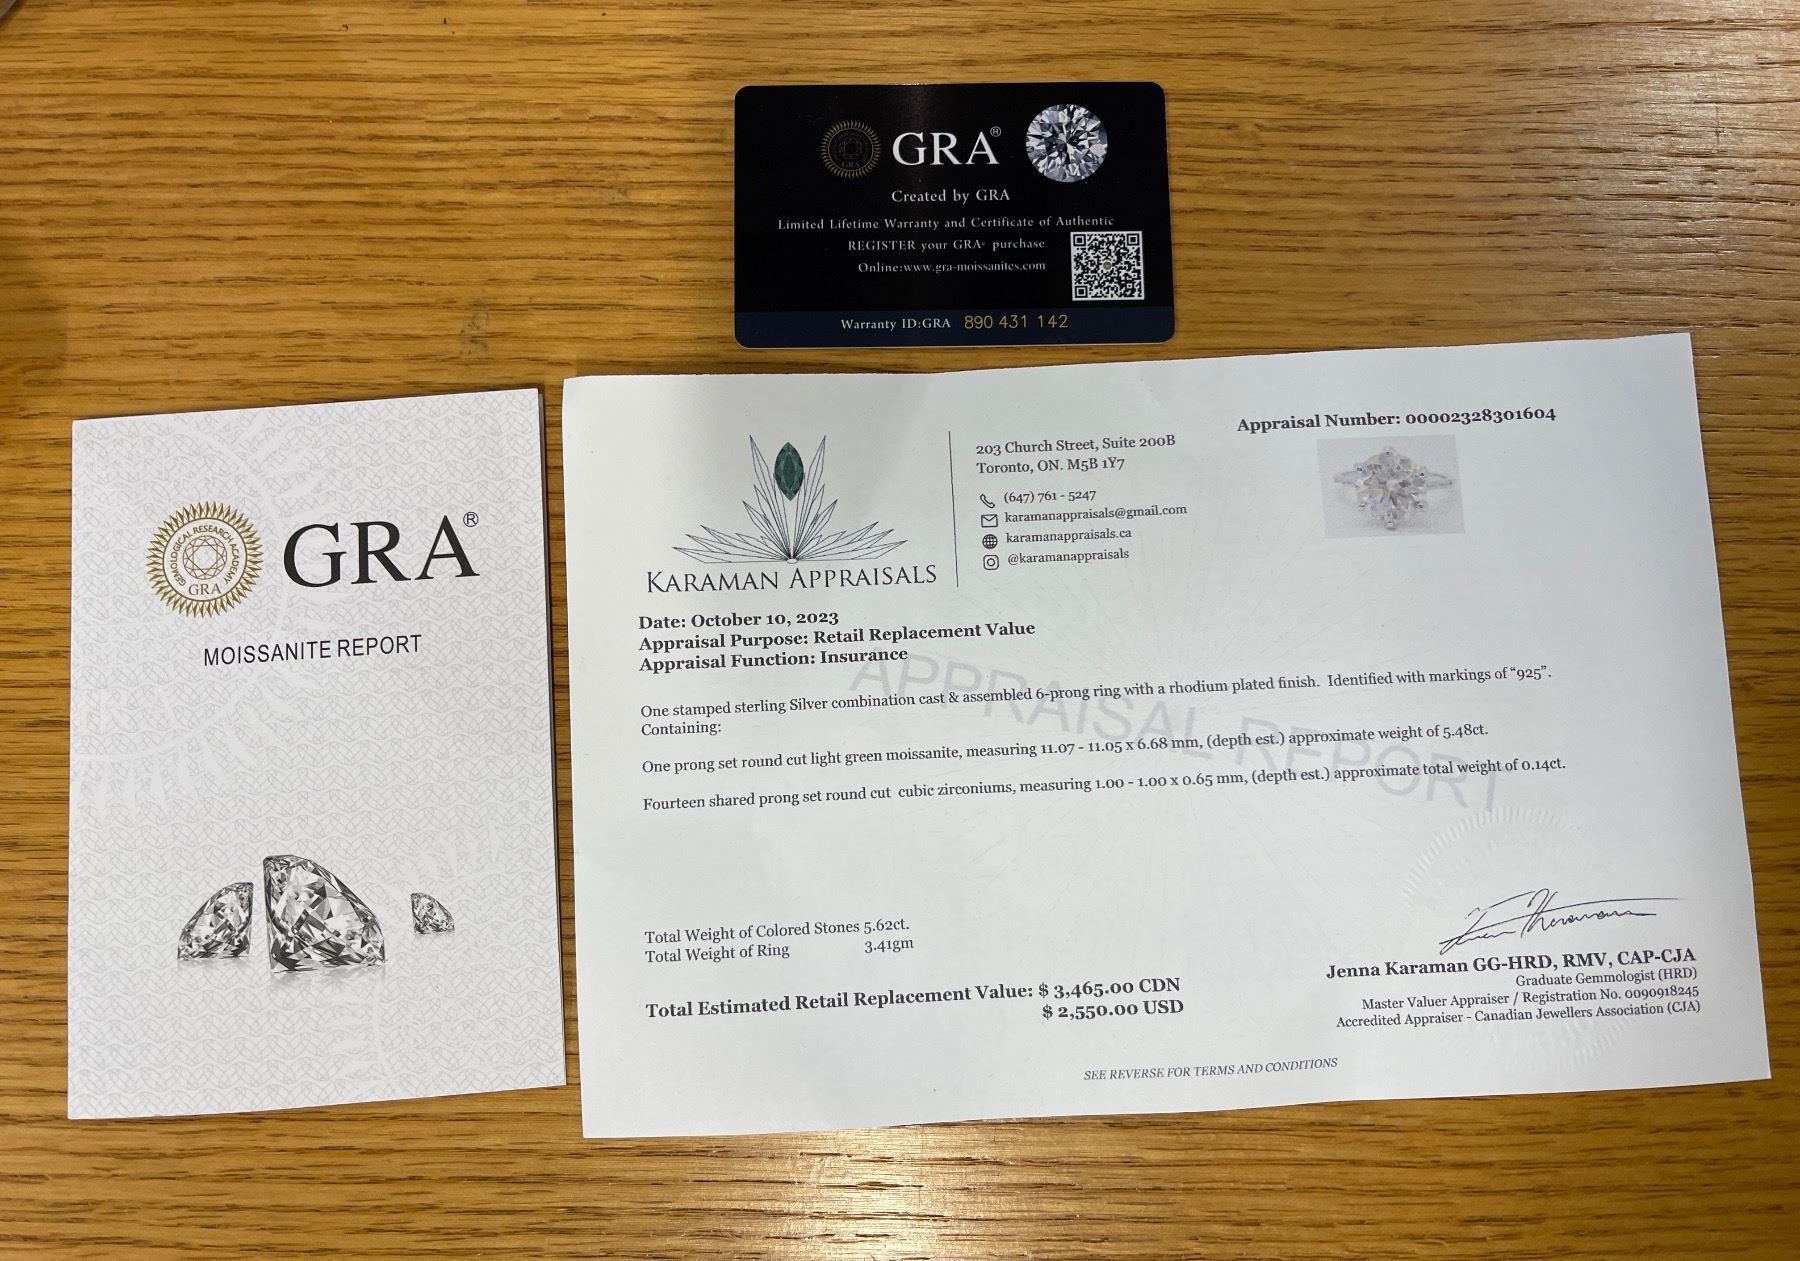 GRA®
GRA
Created by GRA
Limited Lifetime Warranty and Certificate of Authentic
REGISTER your GRA® purchase
Online:www.gra-moissanites.com
Warranty ID:GRA 890 431 142
GEMOLOGICAL RESEARCH ACADEMY
GRA
GRA®
MOISSANITE REPORT
KARAMAN APPRAISALS
203 Church Street, Suite 200B
Toronto, ON. M5B 1Y7
(647) 761 - 5247
karamanappraisals@gmail.com
karamanappraisals.ca
@karamanappraisals
Appraisal Number: 00002328301604
Date: October 10, 2023
Appraisal Purpose: Retail Replacement Value
Appraisal Function: Insurance
APPRAISAL REPORT
One stamped sterling Silver combination cast & assembled 6-prong ring with a rhodium plated finish. Identified with markings of "925".
Containing:
One prong set round cut light green moissanite, measuring 11.07 - 11.05 x 6.68 mm, (depth est.) approximate weight of 5.48ct.
Fourteen shared prong set round cut cubic zirconiums, measuring 1.00 - 1.00 x 0.65 mm, (depth est.) approximate total weight of 0.14ct.
Total Weight of Colored Stones 5.62ct.
Total Weight of Ring 3.41gm
Total Estimated Retail Replacement Value: $ 3,465.00 CDN
$ 2,550.00 USD
Jenna Karaman GG-HRD, RMV, CAP-CJA
Graduate Gemmologist (HRD)
Master Valuer Appraiser / Registration No. 0090918245
Accredited Appraiser - Canadian Jewellers Association (CJA)
SEE REVERSE FOR TERMS AND CONDITIONS